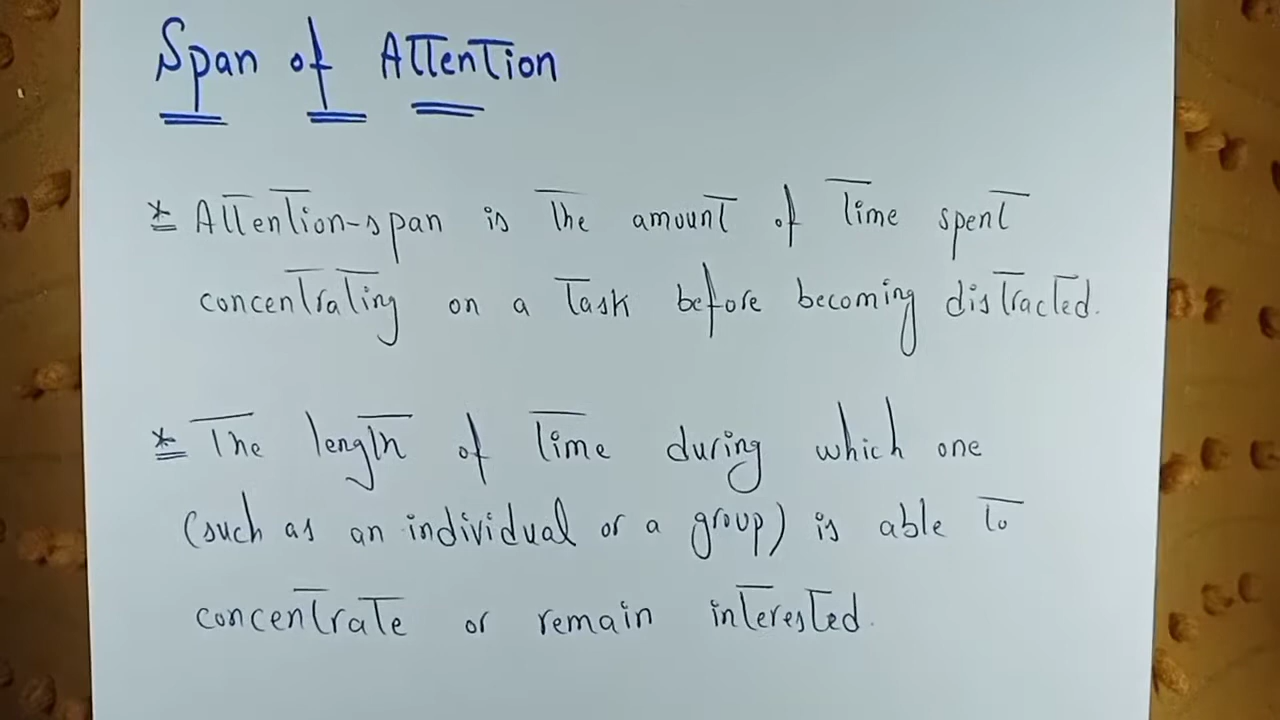 Span of Attention
* Attention-span is the amount of time spent
concentrating on a task before becoming distracted.
* The length of time during which one
(such as an individual or a group) is able to
concentrate or remain interested.